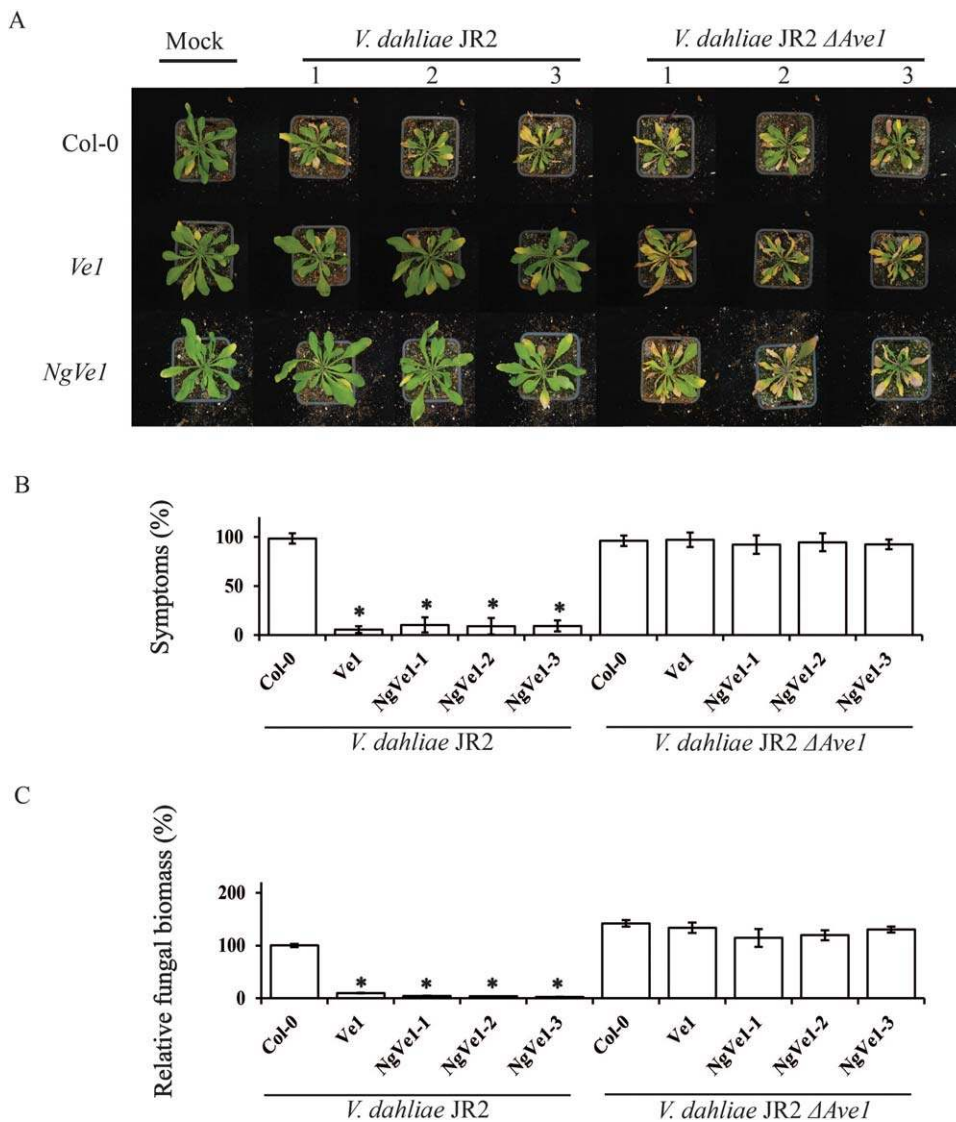 A
Mock
V. dahliae JR2
V. dahliae JR2 ΔAve1
1 2 3 1 2 3
Col-0
Ve1
NgVe1
B
Symptoms (%)
100
50
0
* * * *
Col-0 Ve1 NgVe1-1 NgVe1-2 NgVe1-3 Col-0 Ve1 NgVe1-1 NgVe1-2 NgVe1-3
V. dahliae JR2 V. dahliae JR2 ΔAve1
C
Relative fungal biomass (%)
200
100
0
* * * *
Col-0 Ve1 NgVe1-1 NgVe1-2 NgVe1-3 Col-0 Ve1 NgVe1-1 NgVe1-2 NgVe1-3
V. dahliae JR2 V. dahliae JR2 ΔAve1